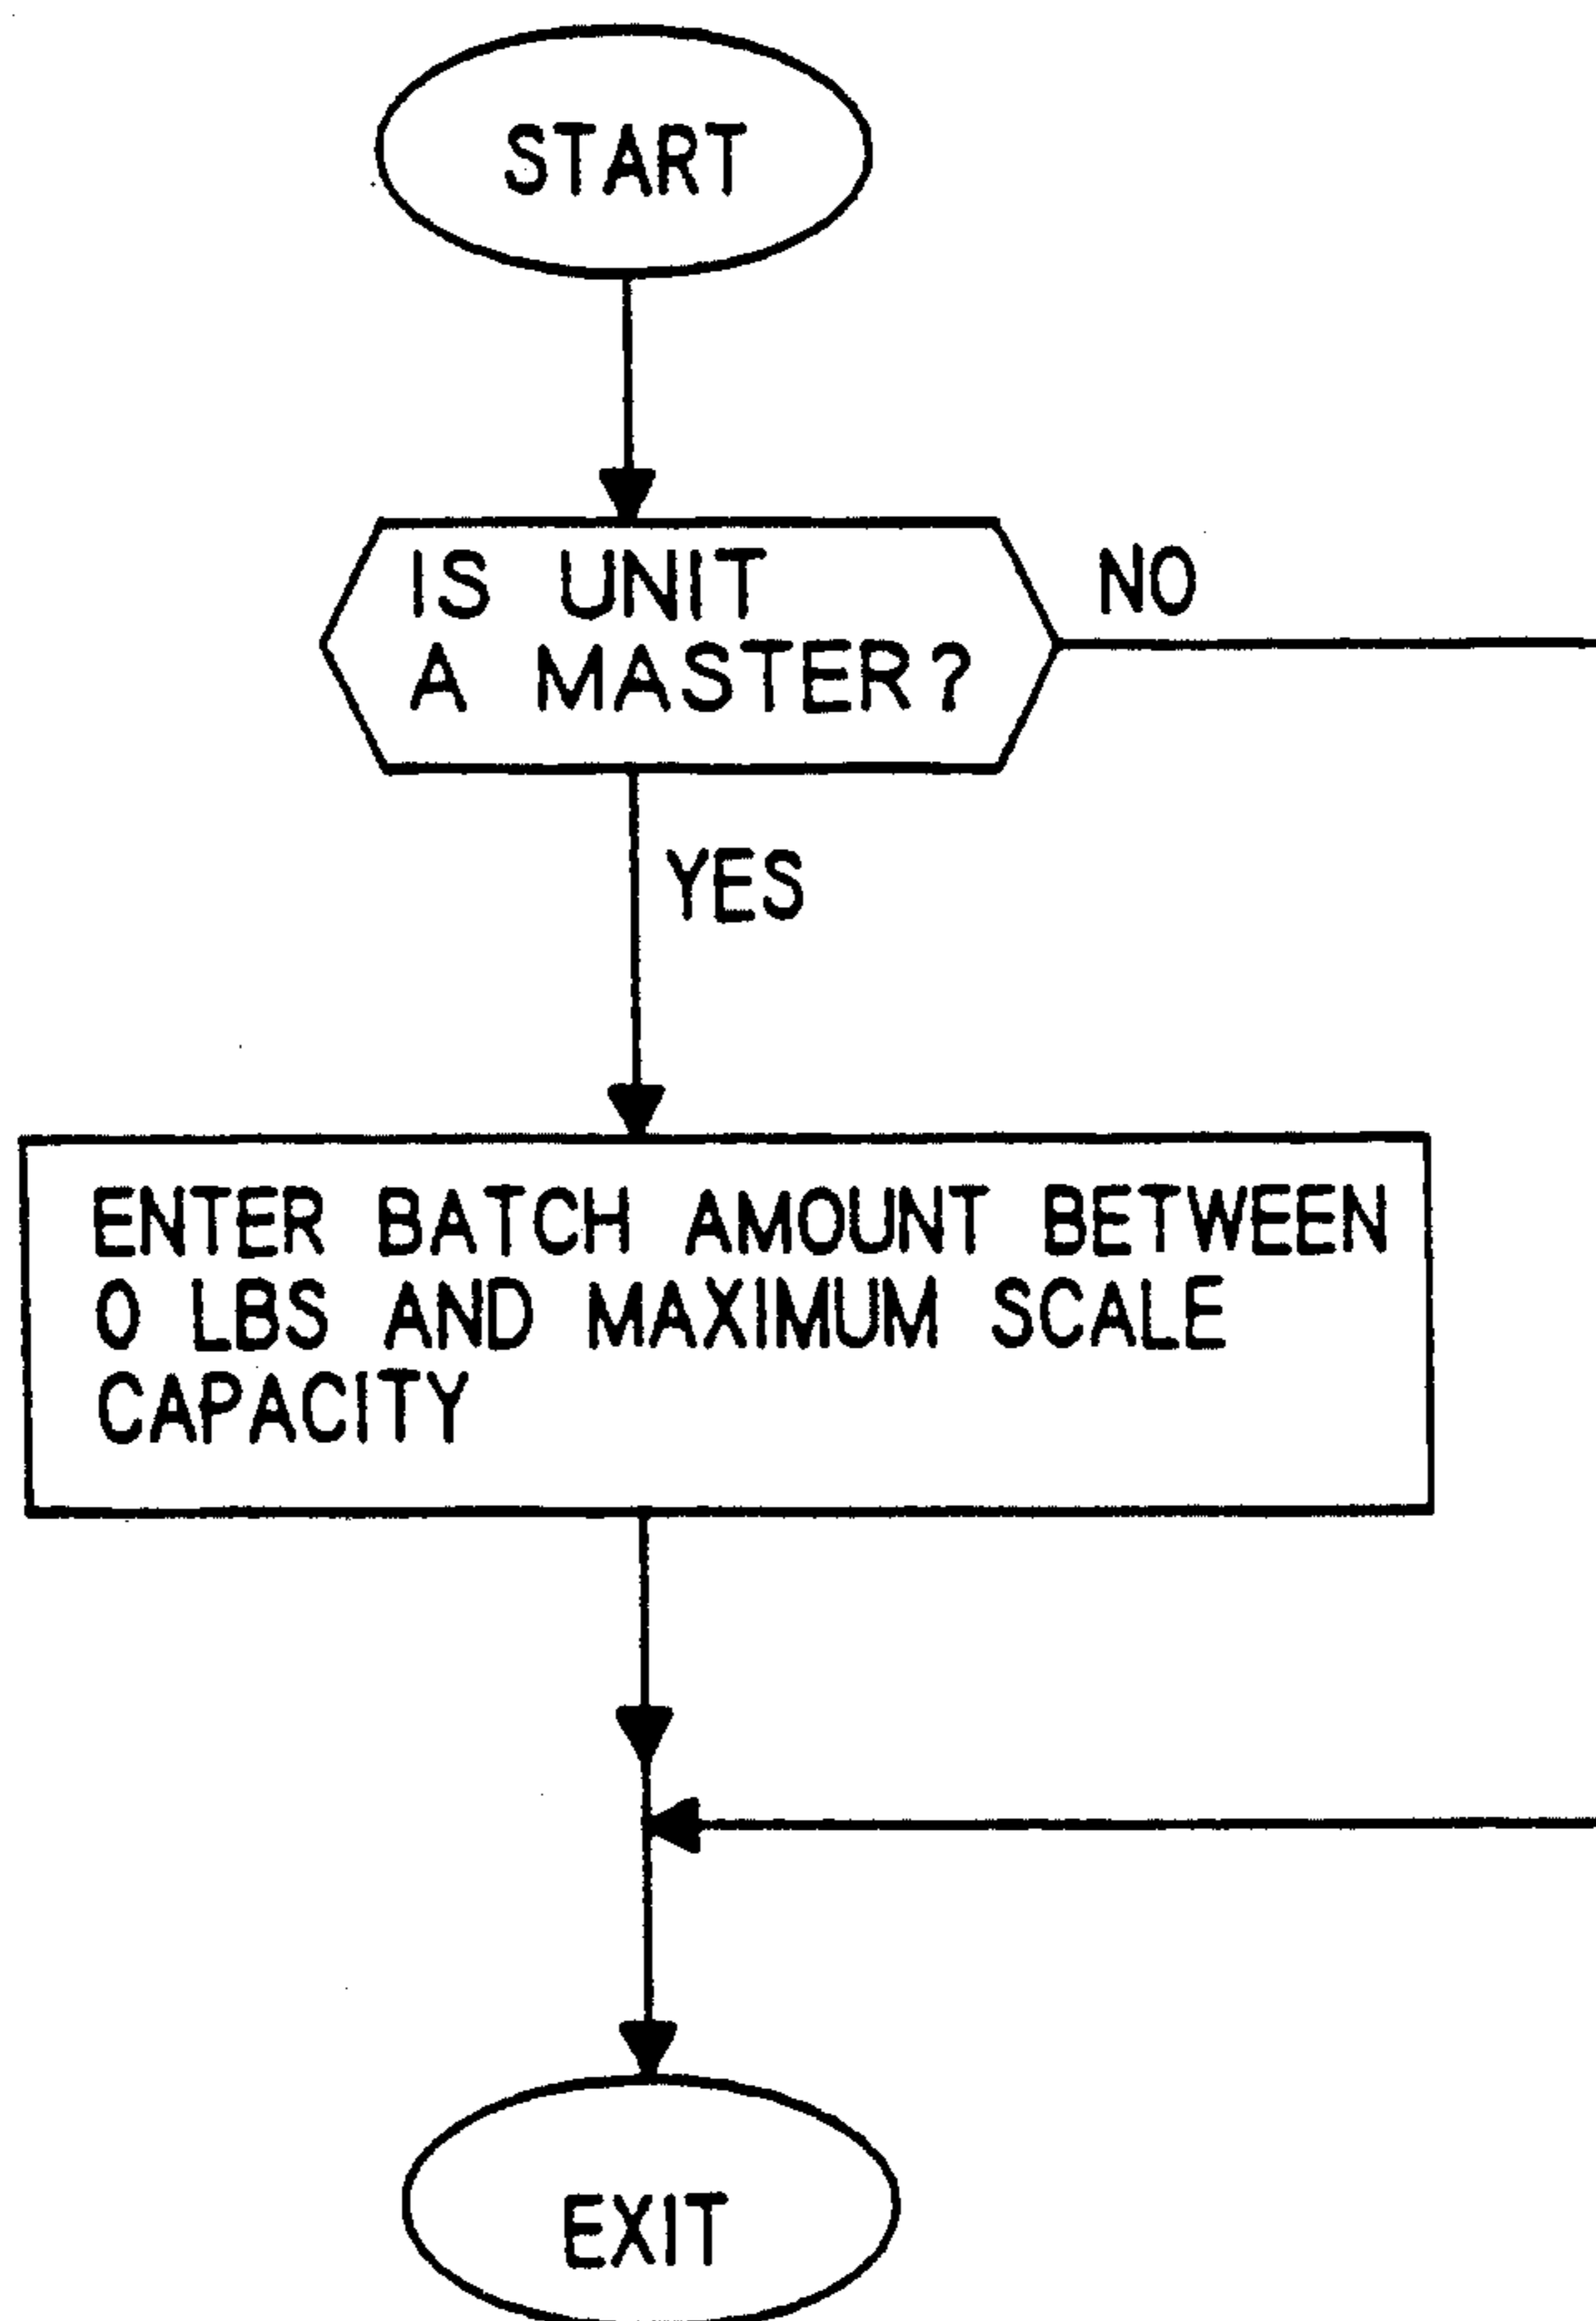 START
IS UNIT
A MASTER?
NO
YES
ENTER BATCH AMOUNT BETWEEN
0 LBS AND MAXIMUM SCALE
CAPACITY
EXIT